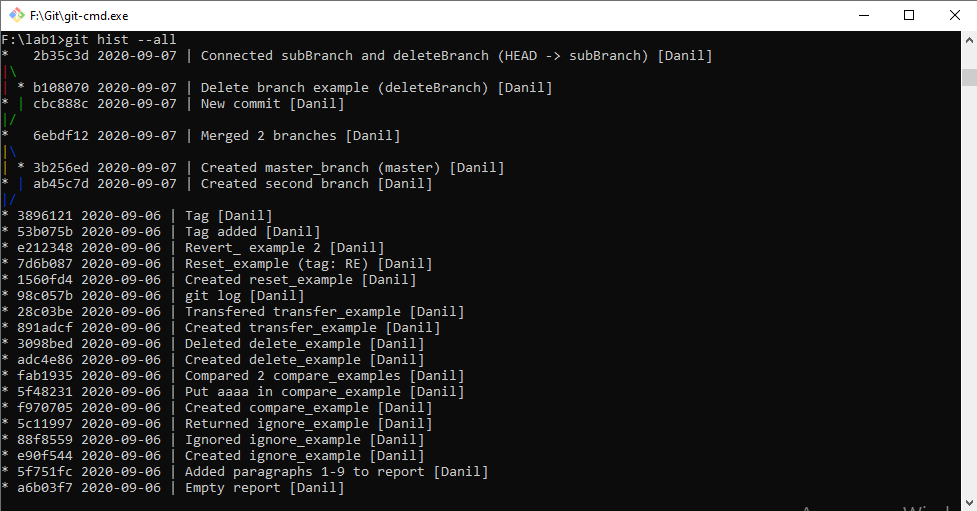 F:\Git\git-cmd.exe
F:\lab1>git hist --all
*   2b35c3d 2020-09-07 | Connected subBranch and deleteBranch (HEAD -> subBranch) [Danil]
|\
| * b108070 2020-09-07 | Delete branch example (deleteBranch) [Danil]
* | cbc888c 2020-09-07 | New commit [Danil]
|/
*   6ebdf12 2020-09-07 | Merged 2 branches [Danil]
|\
| * 3b256ed 2020-09-07 | Created master_branch (master) [Danil]
* | ab45c7d 2020-09-07 | Created second branch [Danil]
|/
* 3896121 2020-09-06 | Tag [Danil]
* 53b075b 2020-09-06 | Tag added [Danil]
* e212348 2020-09-06 | Revert_ example 2 [Danil]
* 7d6b087 2020-09-06 | Reset_example (tag: RE) [Danil]
* 1560fd4 2020-09-06 | Created reset_example [Danil]
* 98c057b 2020-09-06 | git log [Danil]
* 28c03be 2020-09-06 | Transfered transfer_example [Danil]
* 891adcf 2020-09-06 | Created transfer_example [Danil]
* 3098bed 2020-09-06 | Deleted delete_example [Danil]
* adc4e86 2020-09-06 | Created delete_example [Danil]
* fab1935 2020-09-06 | Compared 2 compare_examples [Danil]
* 5f48231 2020-09-06 | Put aaaa in compare_example [Danil]
* f970705 2020-09-06 | Created compare_example [Danil]
* 5c11997 2020-09-06 | Returned ignore_example [Danil]
* 88f8559 2020-09-06 | Ignored ignore_example [Danil]
* e90f544 2020-09-06 | Created ignore_example [Danil]
* 5f751fc 2020-09-06 | Added paragraphs 1-9 to report [Danil]
* a6b03f7 2020-09-06 | Empty report [Danil]